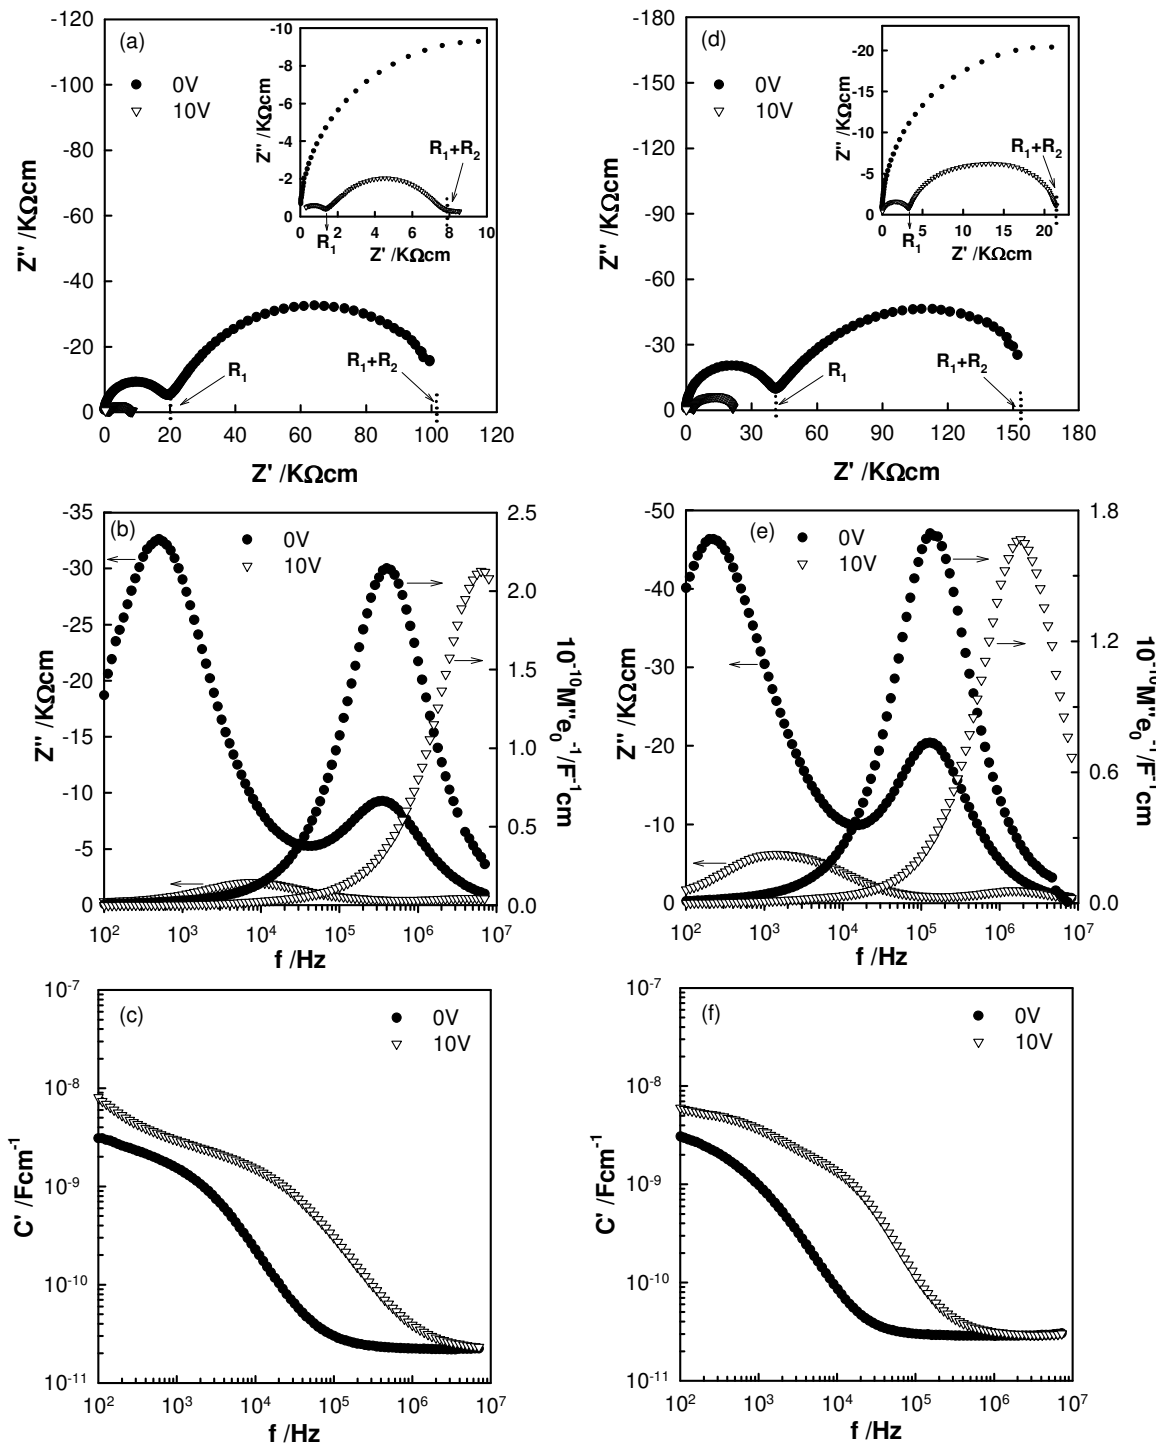 (a)
0V
10V
-120
-100
-80
-60
-40
-20
0
Z'' /KΩcm
0 20 40 60 80 100 120
Z' /KΩcm
R1
R1+R2
-10
-8
-6
-4
-2
0
Z'' /KΩcm
0 2 4 6 8 10
Z' /KΩcm
R1
R1+R2
(d)
0V
10V
-180
-150
-120
-90
-60
-30
0
Z'' /KΩcm
0 30 60 90 120 150 180
Z' /KΩcm
R1
R1+R2
-20
-15
-10
-5
0
Z'' /KΩcm
0 5 10 15 20
Z' /KΩcm
R1
R1+R2
(b)
0V
10V
-35
-30
-25
-20
-15
-10
-5
0
Z'' /KΩcm
2.5
2.0
1.5
1.0
0.5
0.0
10^-10M''e0^-1/F^-1cm
10^2 10^3 10^4 10^5 10^6 10^7
f /Hz
(e)
0V
10V
-50
-40
-30
-20
-10
0
Z'' /KΩcm
1.8
1.2
0.6
0.0
10^-10M''e0^-1/F^-1cm
10^2 10^3 10^4 10^5 10^6 10^7
f /Hz
(c)
0V
10V
10^-7
10^-8
10^-9
10^-10
10^-11
C' /Fcm^-1
10^2 10^3 10^4 10^5 10^6 10^7
f /Hz
(f)
0V
10V
10^-7
10^-8
10^-9
10^-10
10^-11
C' /Fcm^-1
10^2 10^3 10^4 10^5 10^6 10^7
f /Hz